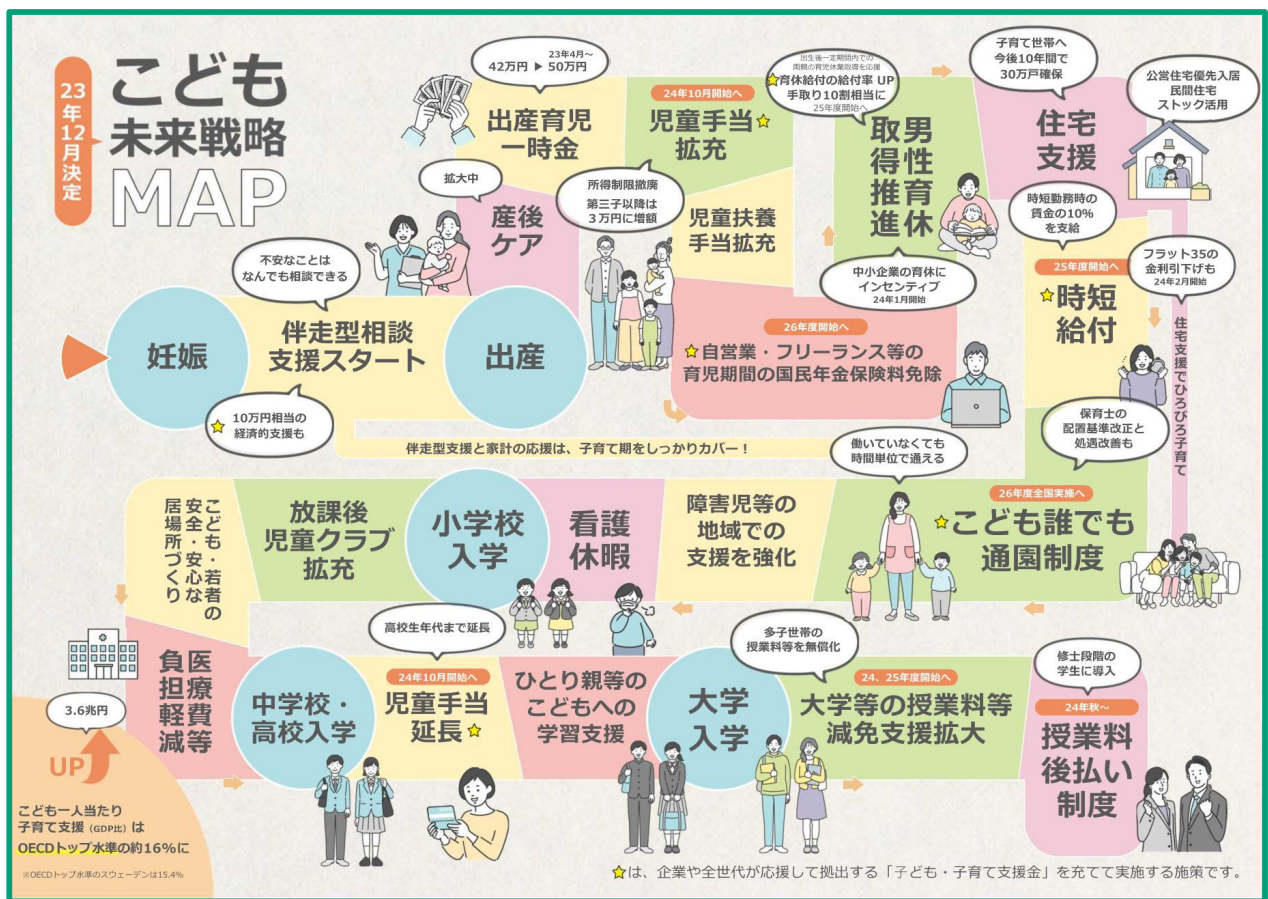 23年12月決定
こども
未来戦略
MAP
42万円 ▶ 50万円
23年4月～
出産育児
一時金
24年10月開始へ
児童手当☆
拡充
所得制限撤廃
第三子以降は
3万円に増額
児童扶養
手当拡充
出生後一定期間内での
両親の育児休業取得を応援
☆育休給付の給付率 UP
手取り10割相当に
25年度開始へ
男性育休
取得推進
中小企業の育休に
インセンティブ
24年1月開始
子育て世帯へ
今後10年間で
30万戸確保
住宅
支援
公営住宅優先入居
民間住宅
ストック活用
拡大中
産後
ケア
不安なことは
なんでも相談できる
妊娠
伴走型相談
支援スタート
出産
☆ 10万円相当の
経済的支援も
26年度開始へ
☆自営業・フリーランス等の
育児期間の国民年金保険料免除
時短勤務時の
賃金の10%
を支給
25年度開始へ
☆時短
給付
フラット35の
金利引下げも
24年2月開始
住宅支援でひろびろ子育て
伴走型支援と家計の応援は、子育て期をしっかりカバー！
働いていなくても
時間単位で通える
保育士の
配置基準改正と
処遇改善も
26年度全国実施へ
☆こども誰でも
通園制度
障害児等の
地域での
支援を強化
看護
休暇
小学校
入学
放課後
児童クラブ
拡充
こども・若者の
安全・安心な
居場所づくり
医療費等
負担軽減
中学校・
高校入学
高校生年代まで延長
24年10月開始へ
児童手当
延長☆
ひとり親等の
こどもへの
学習支援
大学
入学
多子世帯の
授業料等を無償化
24、25年度開始へ
大学等の授業料等
減免支援拡大
修士段階の
学生に導入
24年秋～
授業料
後払い
制度
3.6兆円
UP
こども一人当たり
子育て支援（GDP比）は
OECDトップ水準の約16%に
※OECDトップ水準のスウェーデンは15.4%
☆は、企業や全世代が応援して拠出する「子ども・子育て支援金」を充てて実施する施策です。